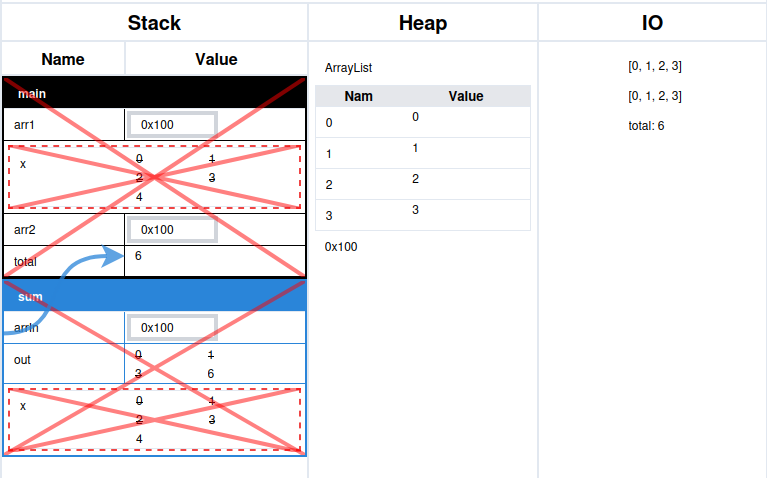 Stack Heap IO
Name Value
main
arr1 0x100
x 0 1
2 3
4
arr2 0x100
total 6
sum
arrIn 0x100
out 0 1
3 6
x 0 1
2 3
4
ArrayList
Nam Value
0 0
1 1
2 2
3 3
0x100
[0, 1, 2, 3]
[0, 1, 2, 3]
total: 6